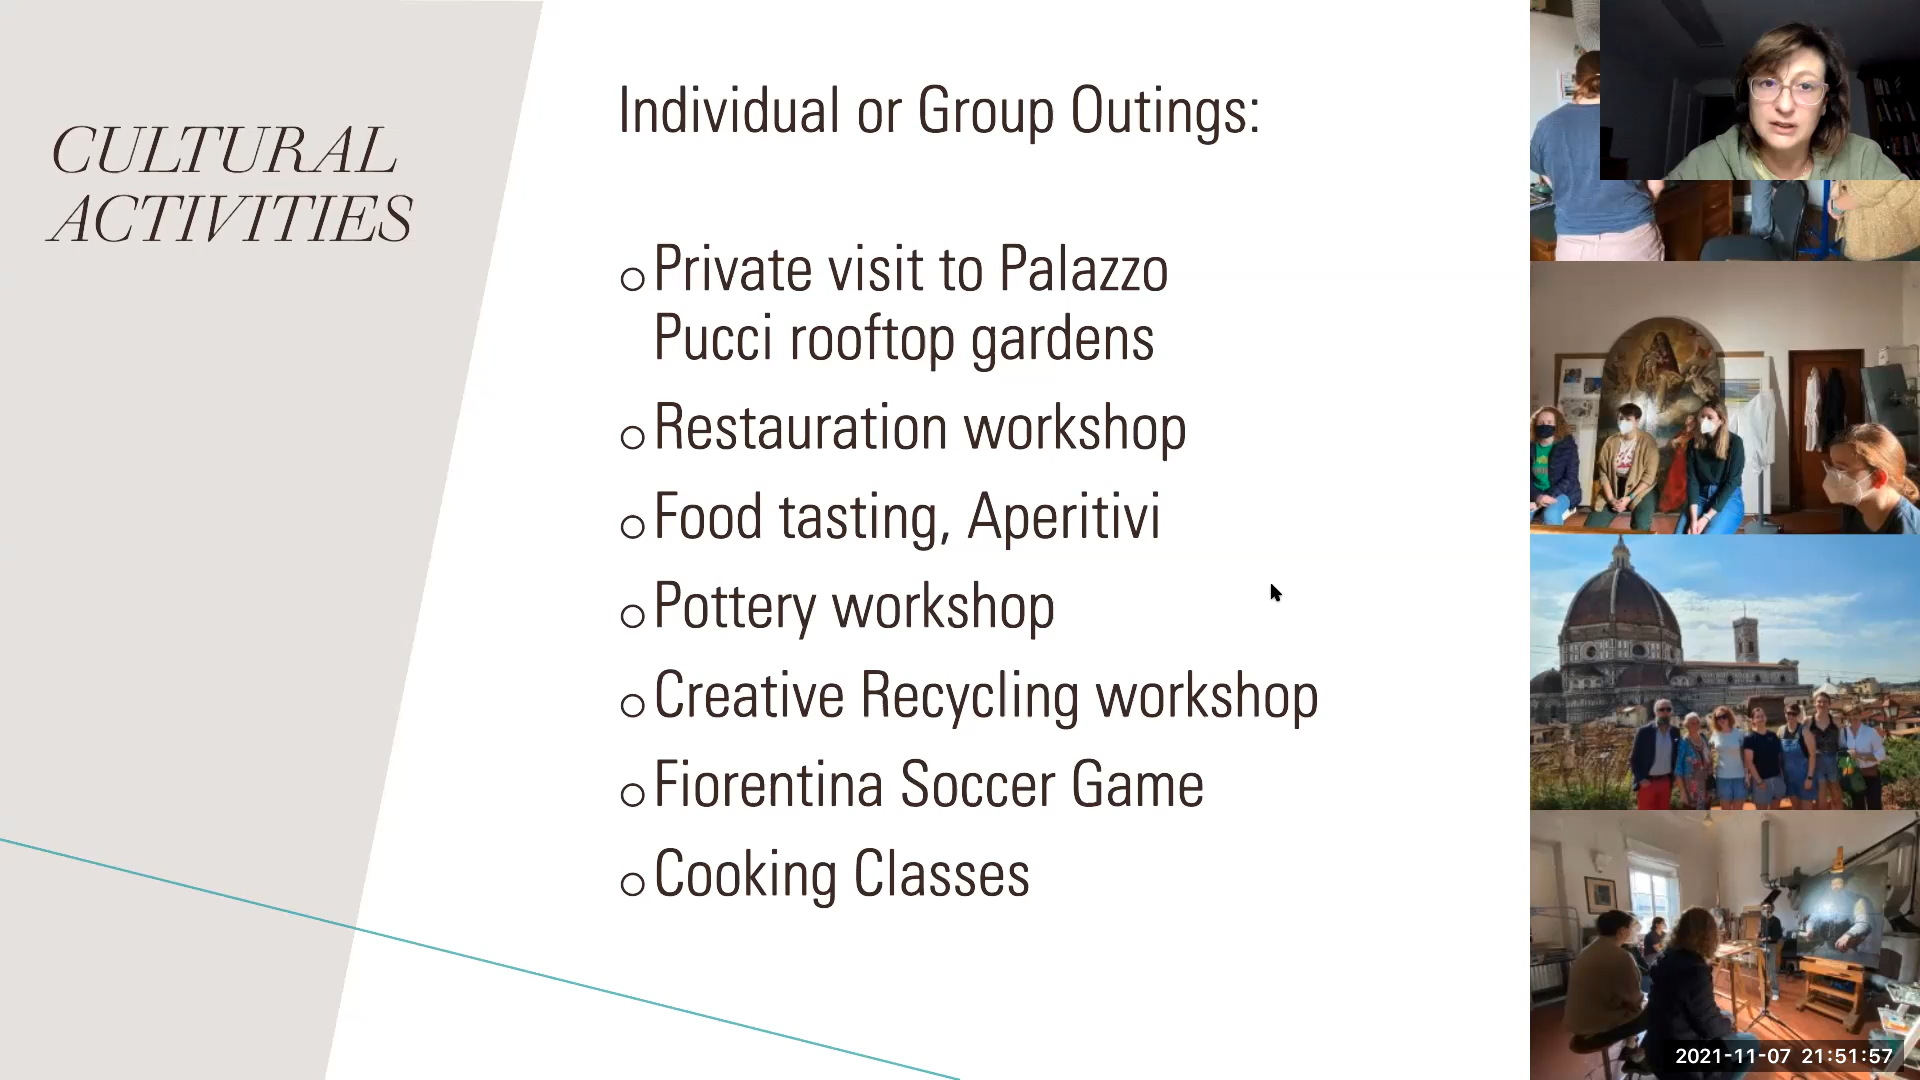 CULTURAL
ACTIVITIES
Individual or Group Outings:
Private visit to Palazzo
Pucci rooftop gardens
Restauration workshop
Food tasting, Aperitivi
Pottery workshop
Creative Recycling workshop
Fiorentina Soccer Game
Cooking Classes
2021-11-07 21:51:57